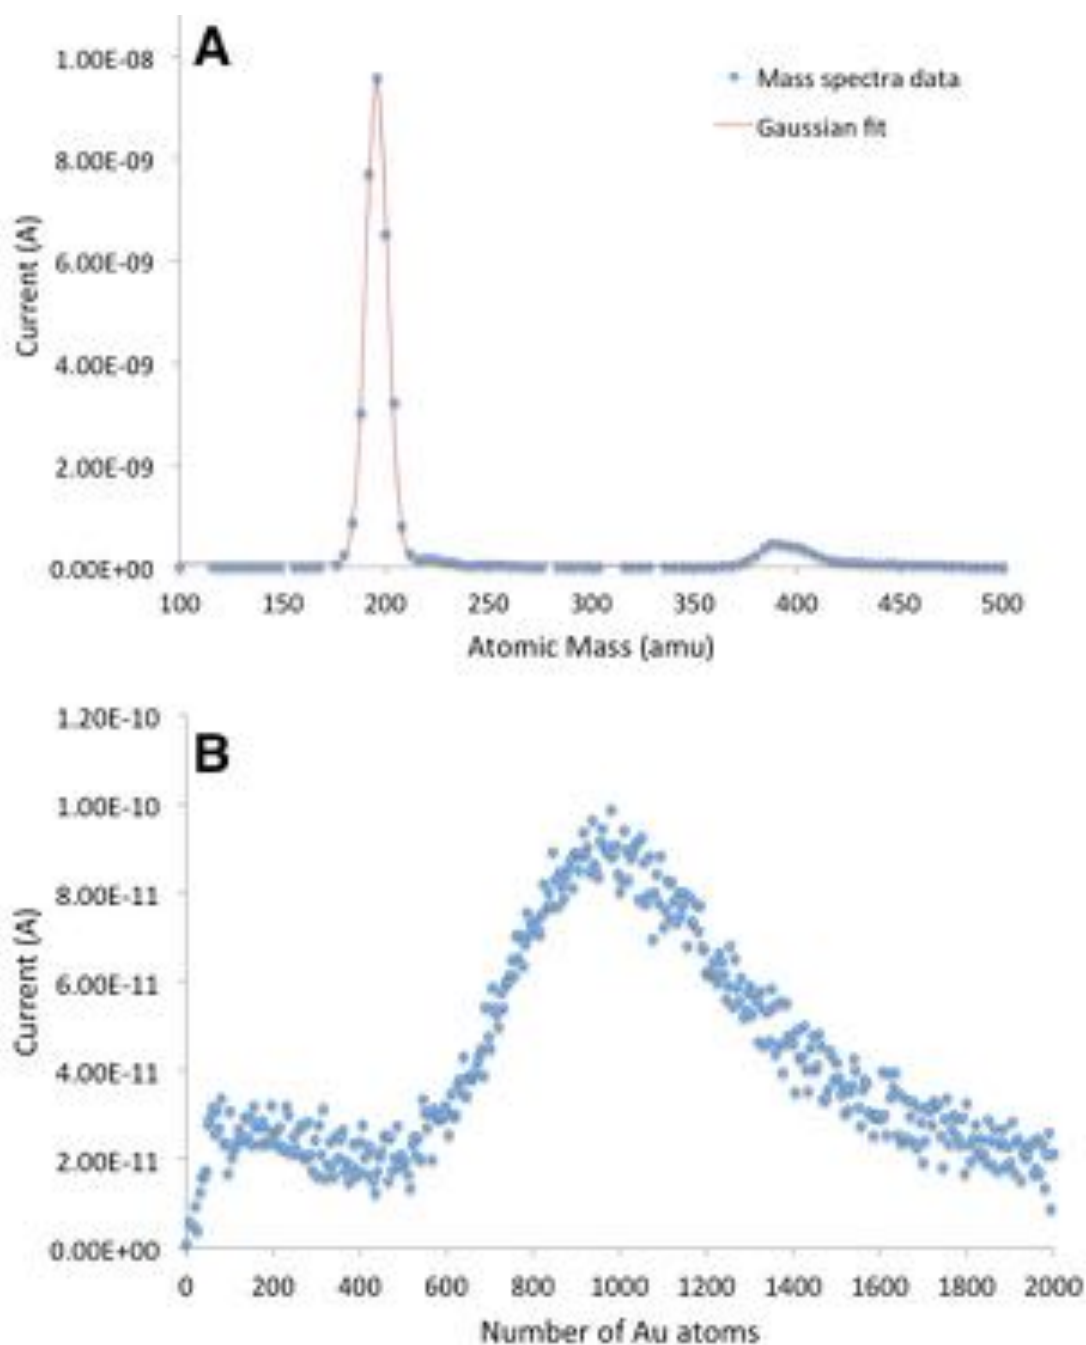 A
1.00E-08
8.00E-09
6.00E-09
4.00E-09
2.00E-09
0.00E+00
Current (A)
Mass spectra data
Gaussian fit
100 150 200 250 300 350 400 450 500
Atomic Mass (amu)
B
1.20E-10
1.00E-10
8.00E-11
6.00E-11
4.00E-11
2.00E-11
0.00E+00
Current (A)
0 200 400 600 800 1000 1200 1400 1600 1800 2000
Number of Au atoms